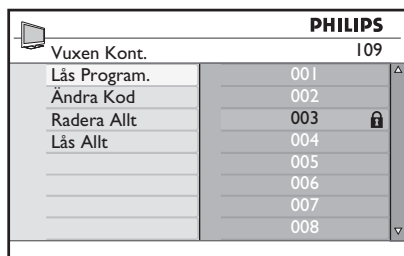 PHILIPS
Vuxen Kont. 109
Lås Program. 001
Ändra Kod 002
Radera Allt 003
Lås Allt 004
005
006
007
008